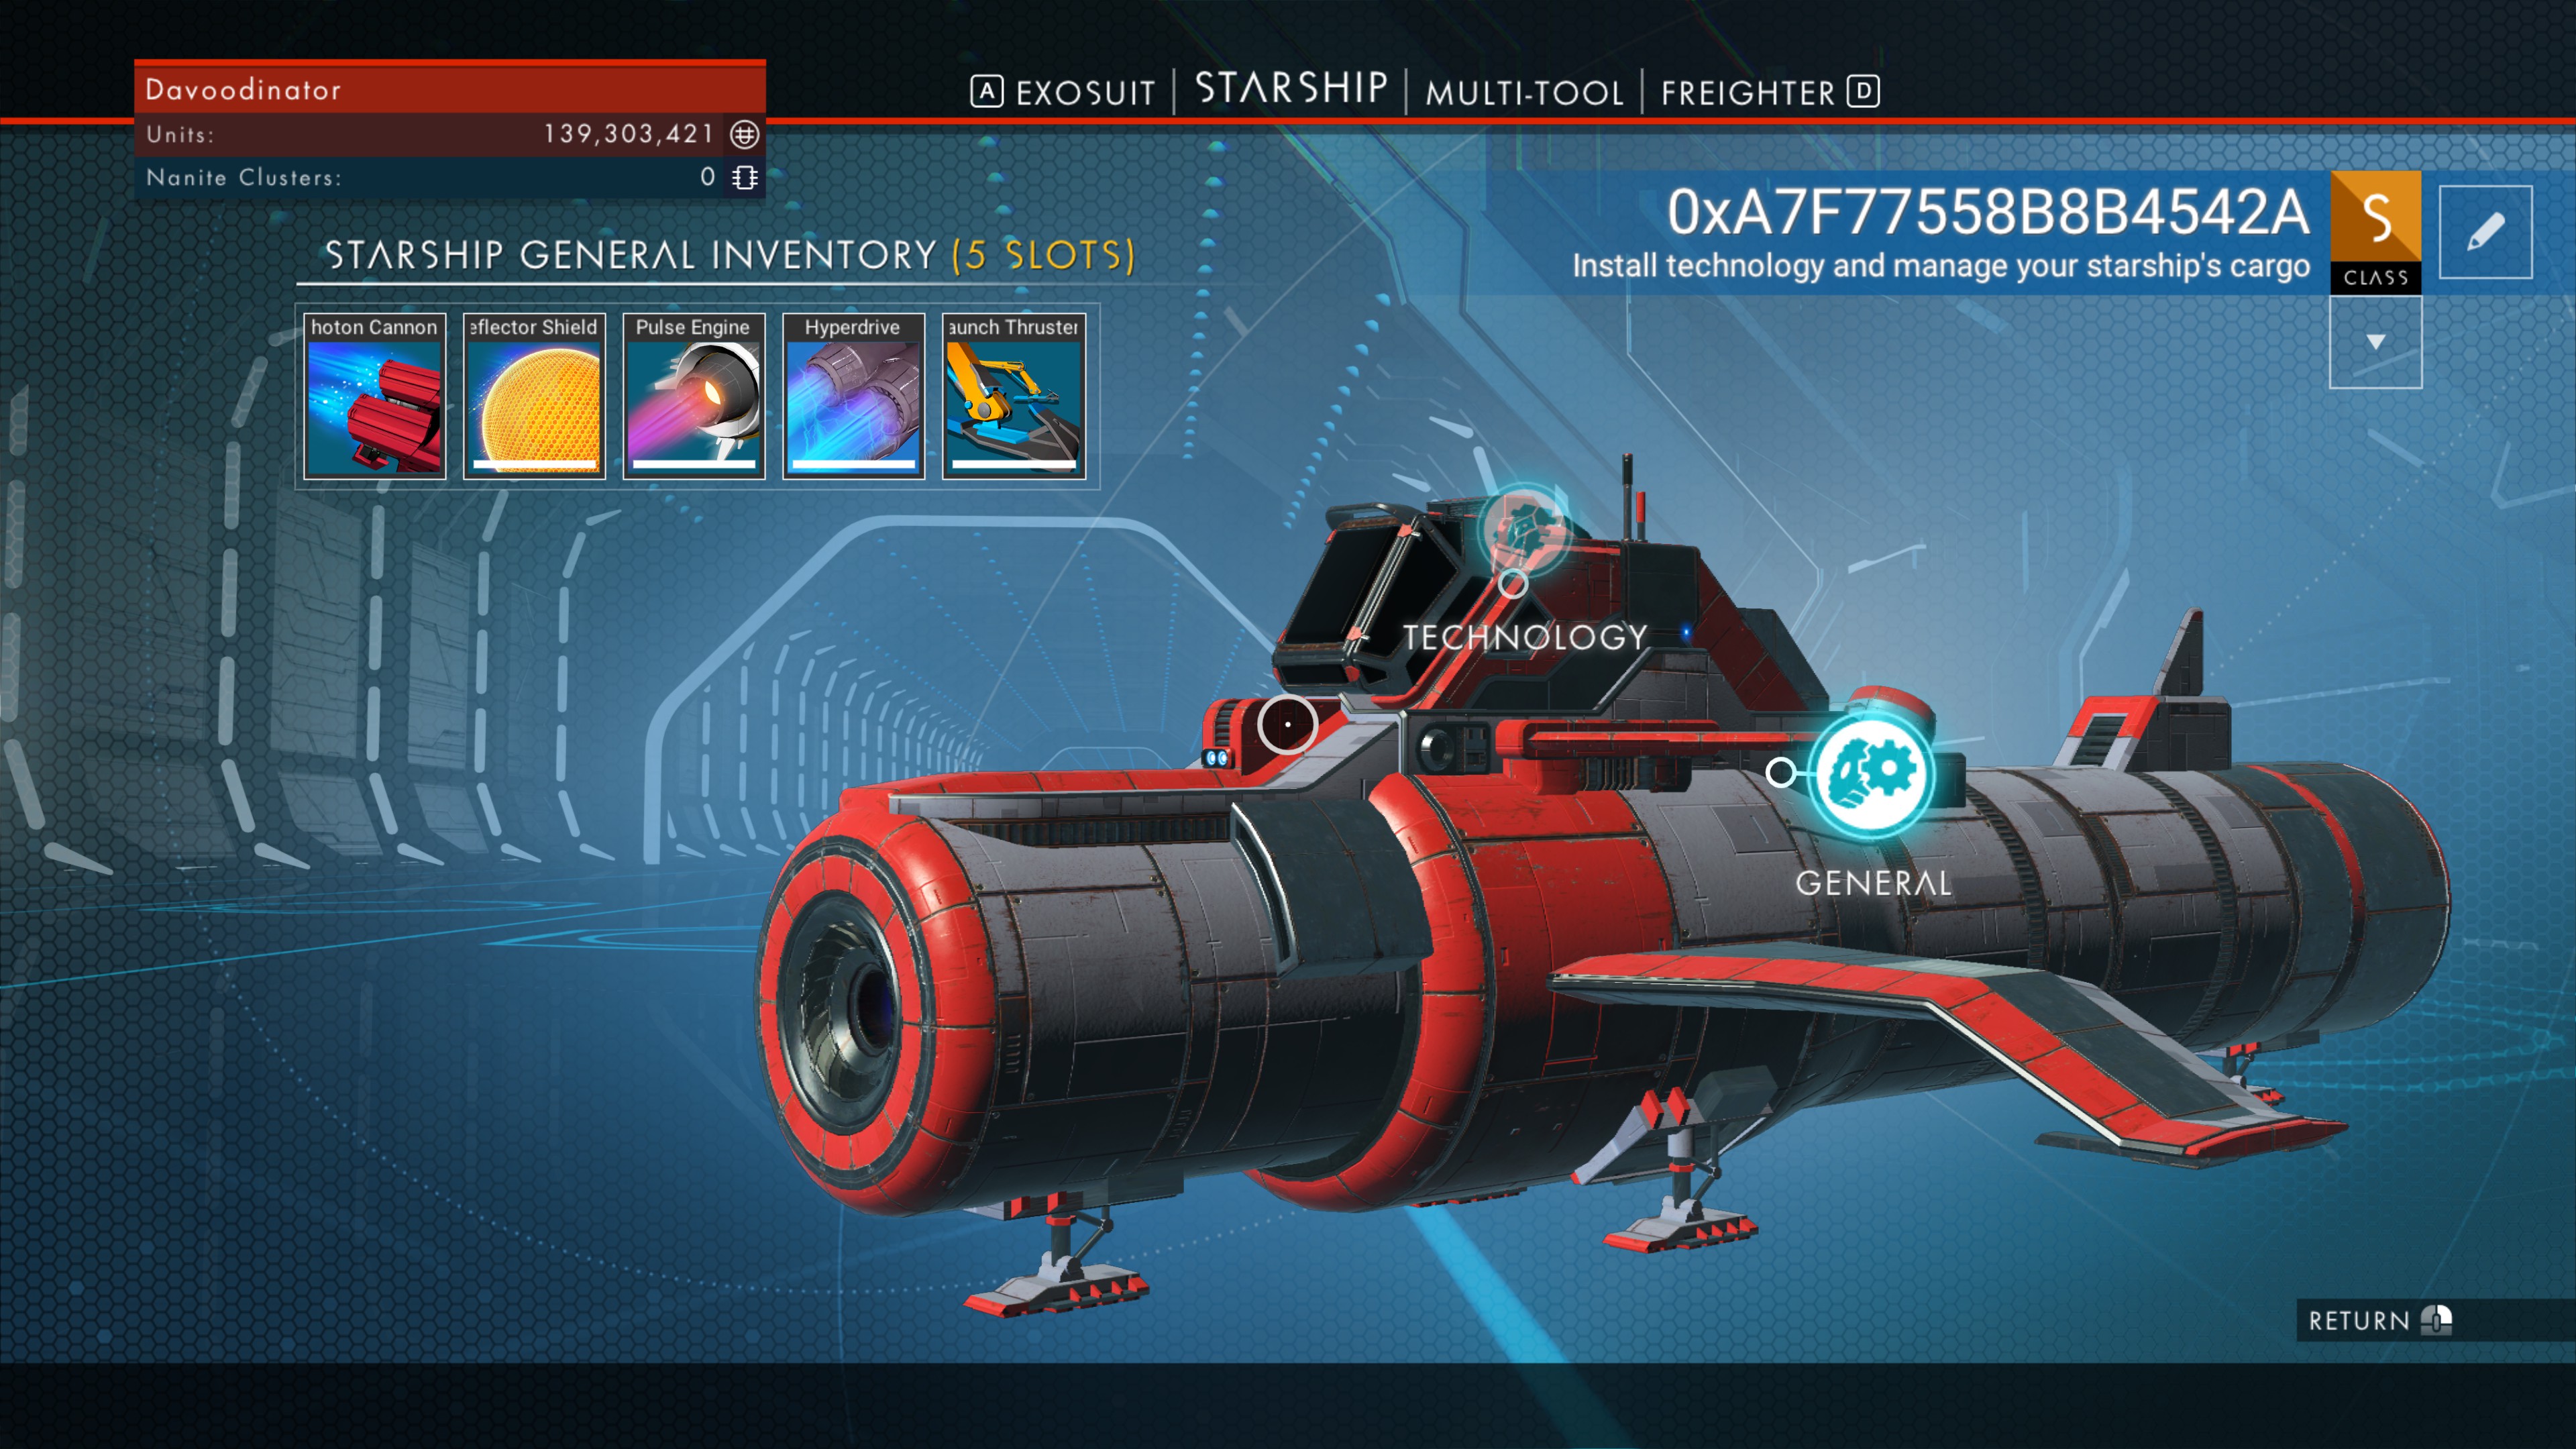 Davoodinator
Units: 139,303,421
Nanite Clusters: 0
A EXOSUIT STARSHIP MULTI-TOOL FREIGHTER D
0xA7F77558B8B4542A
Install technology and manage your starship's cargo
S
CLASS
STARSHIP GENERAL INVENTORY (5 SLOTS)
hoton Cannon eflector Shield Pulse Engine Hyperdrive aunch Thruster
TECHNOLOGY
GENERAL
RETURN